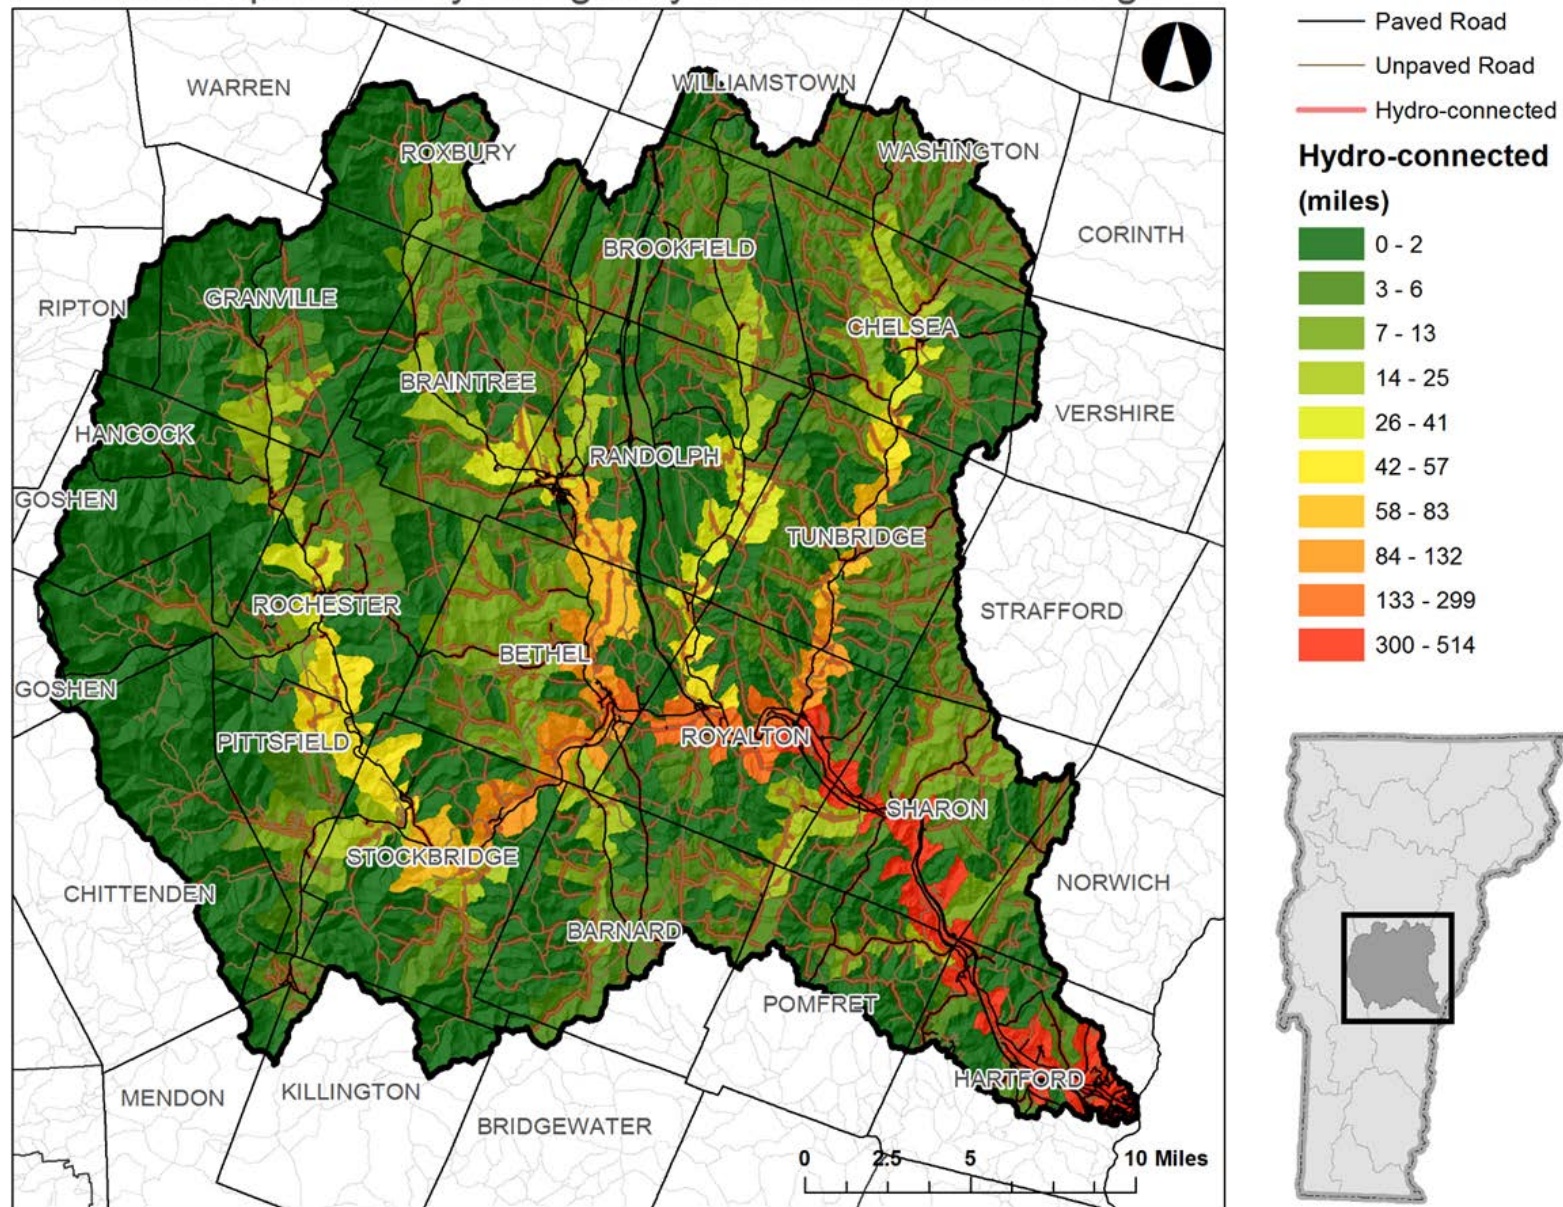 Paved Road
Unpaved Road
Hydro-connected
Hydro-connected
(miles)
0 - 2
3 - 6
7 - 13
14 - 25
26 - 41
42 - 57
58 - 83
84 - 132
133 - 299
300 - 514
WARREN
WILLIAMSTOWN
ROXBURY
WASHINGTON
CORINTH
BROOKFIELD
GRANVILLE
RIPTON
CHELSEA
BRAINTREE
VERSHIRE
HANCOCK
RANDOLPH
GOSHEN
TUNBRIDGE
ROCHESTER
STRAFFORD
BETHEL
GOSHEN
ROYALTON
PITTSFIELD
SHARON
STOCKBRIDGE
NORWICH
CHITTENDEN
BARNARD
POMFRET
HARTFORD
KILLINGTON
MENDON
BRIDGEWATER
0 2.5 5 10 Miles